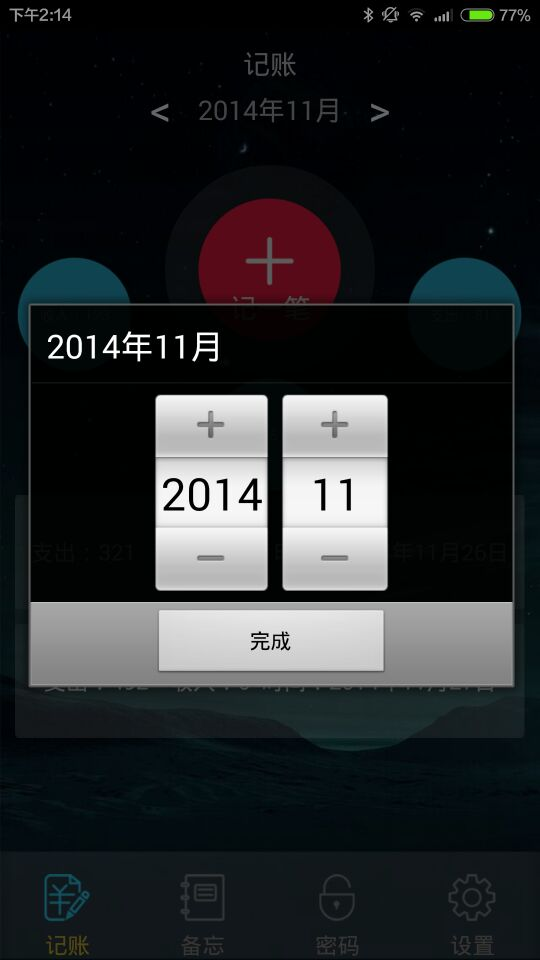 下午2:14
77%
记账
< 2014年11月 >
记一笔
2014年11月
2014
11
支出：321
年11月26日
完成
记账
备忘
密码
设置